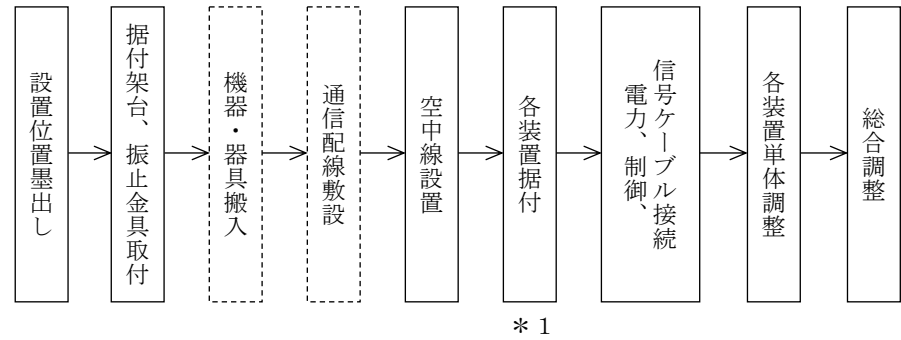 設置位置墨出し
据付架台、振止金具取付
機器・器具搬入
通信配線敷設
空中線設置
各装置据付
電力、制御、
信号ケーブル接続
各装置単体調整
総合調整
＊1